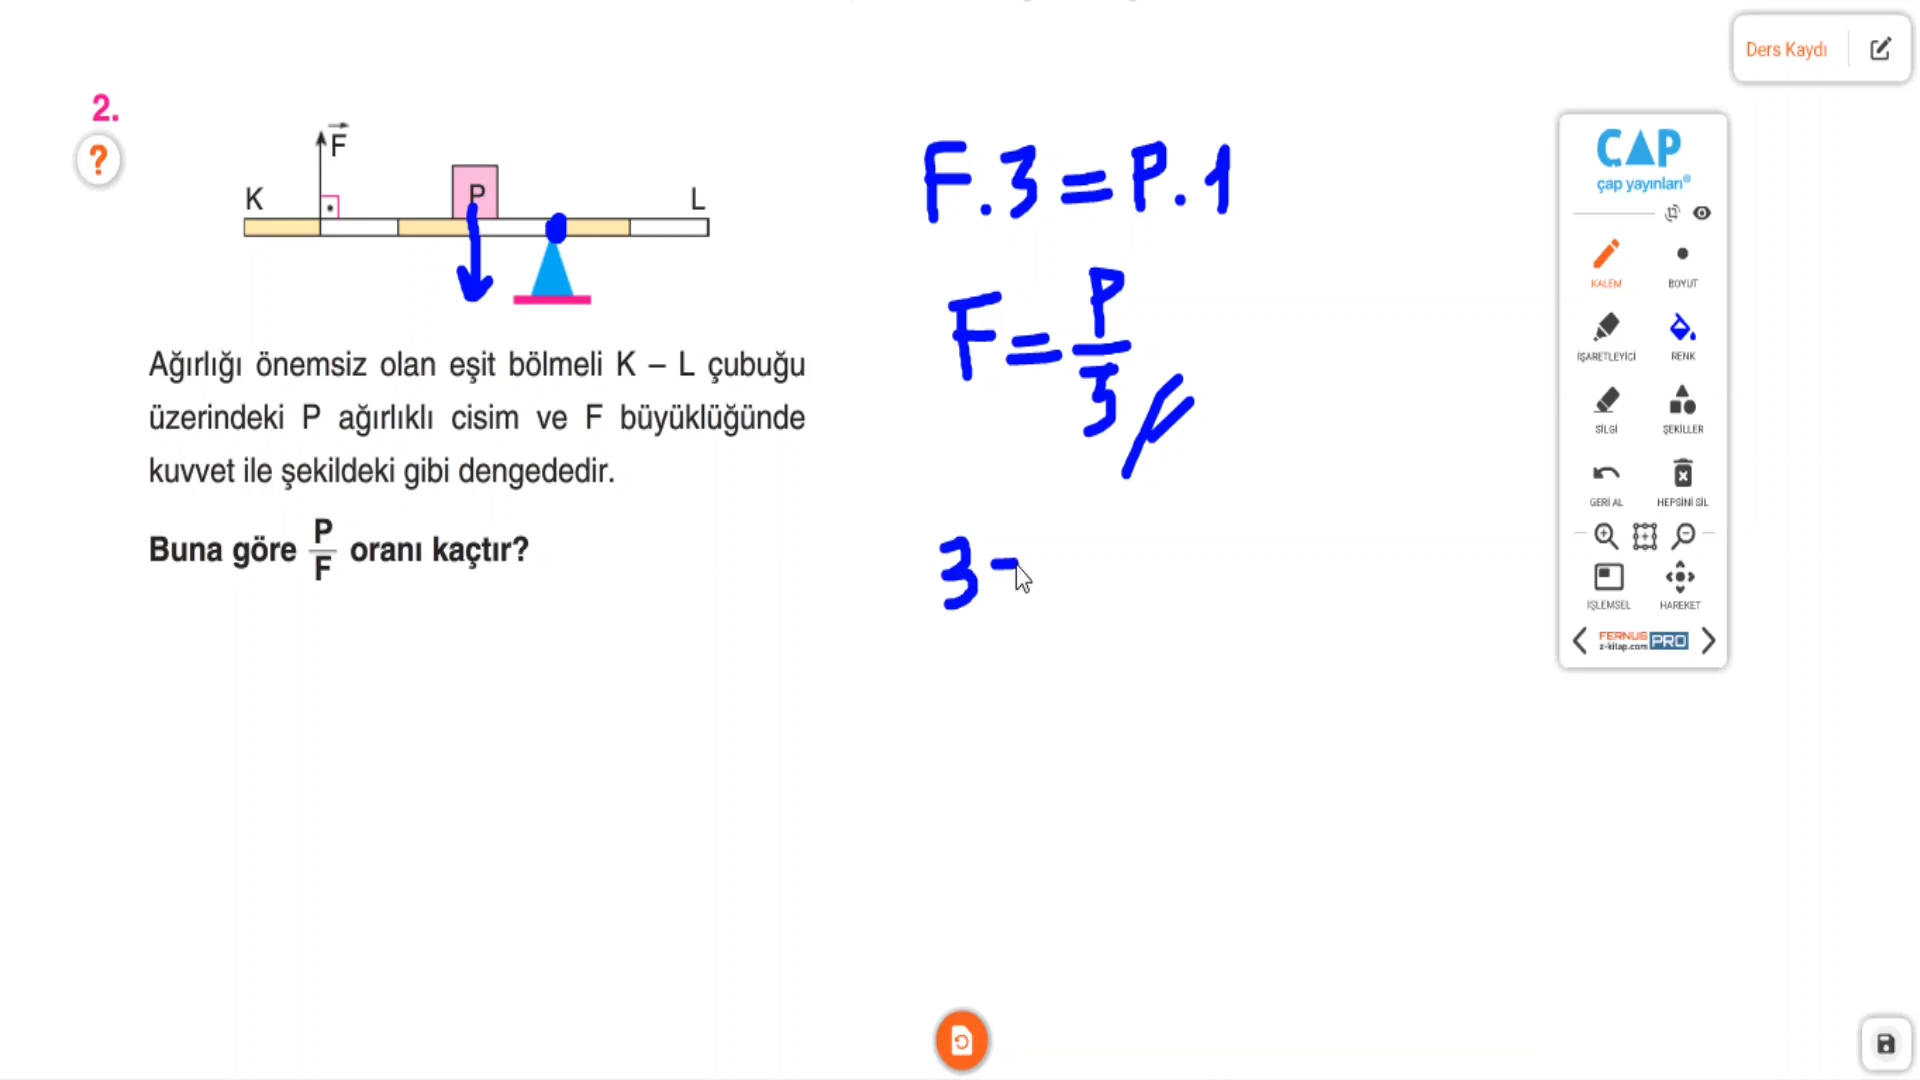 Ders Kaydı
2.
?
F
K
P
L
Ağırlığı önemsiz olan eşit bölmeli K – L çubuğu
üzerindeki P ağırlıklı cisim ve F büyüklüğünde
kuvvet ile şekildeki gibi dengededir.
Buna göre P/F oranı kaçtır?
F.3=P.1
F=P/3
3-
ÇAP
çap yayınları®
KALEM
BOYUT
İŞARETLEYİCİ
RENK
SİLGİ
ŞEKİLLER
GERİ AL
HEPSİNİ SİL
İŞLEMSEL
HAREKET
FERNUS
z-kitap.com
PRO